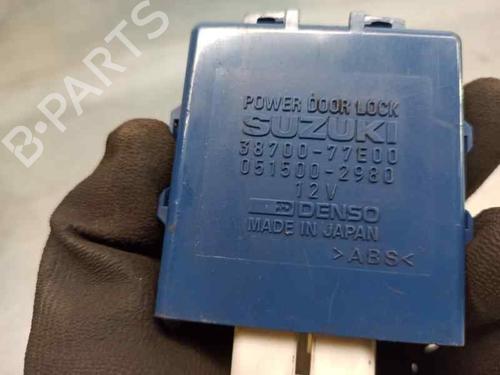 B-PARTS
POWER DOOR LOCK
SUZUKI
38700-77E00
051500-2980
12V
DENSO
MADE IN JAPAN
>ABS<